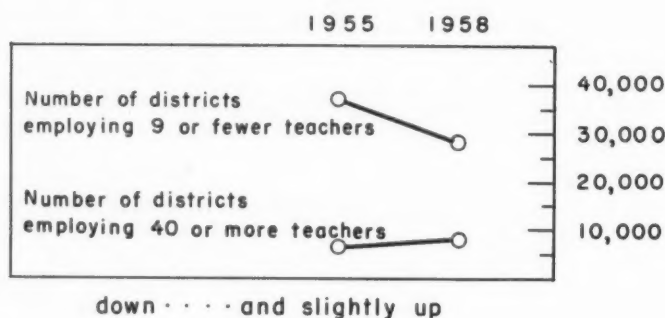 1955 1958
40,000
Number of districts
employing 9 or fewer teachers
30,000
20,000
Number of districts
employing 40 or more teachers
10,000
down · · · · and slightly up